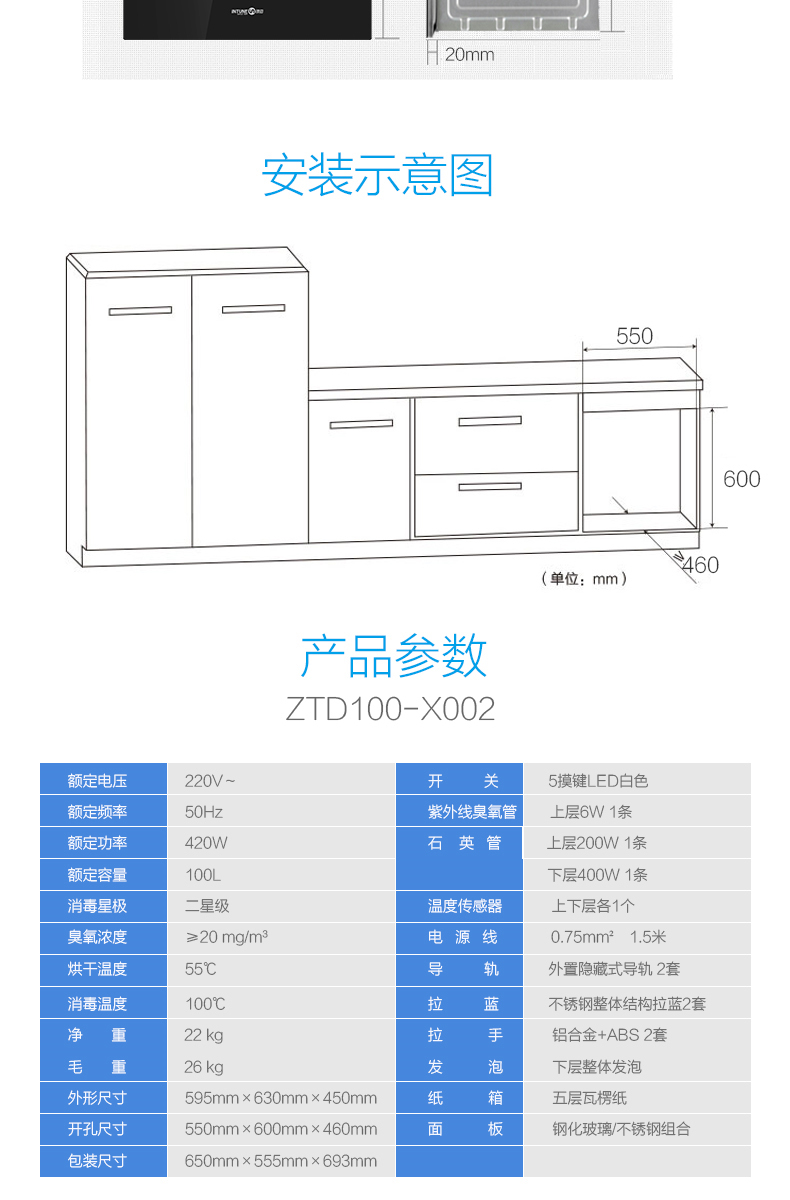 20mm
安装示意图
550
600
≥460
（单位：mm）
产品参数
ZTD100-X002
额定电压 220V~ 开关 5摸键LED白色
额定频率 50Hz 紫外线臭氧管 上层6W 1条
额定功率 420W 石英管 上层200W 1条
额定容量 100L 下层400W 1条
消毒星极 二星级 温度传感器 上下层各1个
臭氧浓度 ≥20 mg/m³ 电源线 0.75mm² 1.5米
烘干温度 55℃ 导轨 外置隐藏式导轨 2套
消毒温度 100℃ 拉蓝 不锈钢整体结构拉蓝2套
净重 22 kg 拉手 铝合金+ABS 2套
毛重 26 kg 发泡 下层整体发泡
外形尺寸 595mm×630mm×450mm 纸箱 五层瓦楞纸
开孔尺寸 550mm×600mm×460mm 面板 钢化玻璃/不锈钢组合
包装尺寸 650mm×555mm×693mm